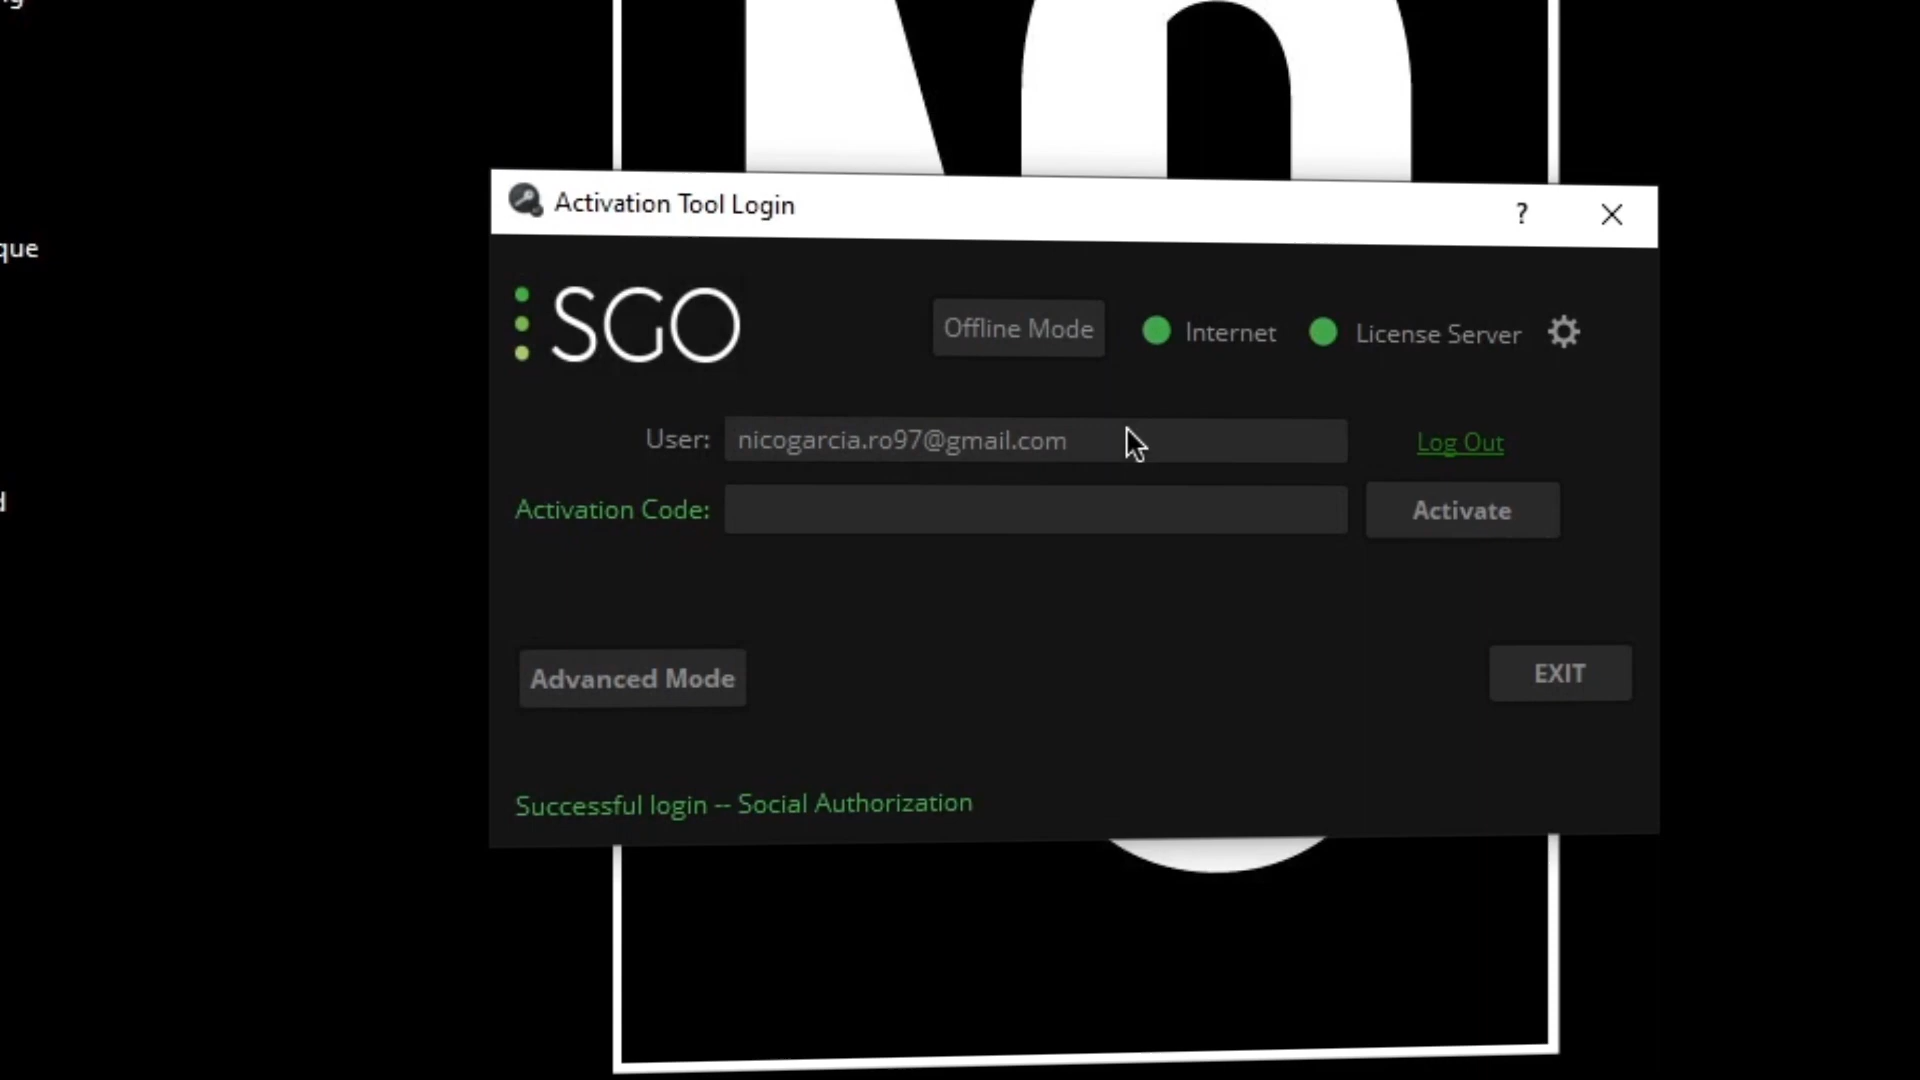 que
Activation Tool Login
?
SGO
Offline Mode
Internet
License Server
User:
nicogarcia.ro97@gmail.com
Log Out
Activation Code:
Activate
Advanced Mode
EXIT
Successful login -- Social Authorization